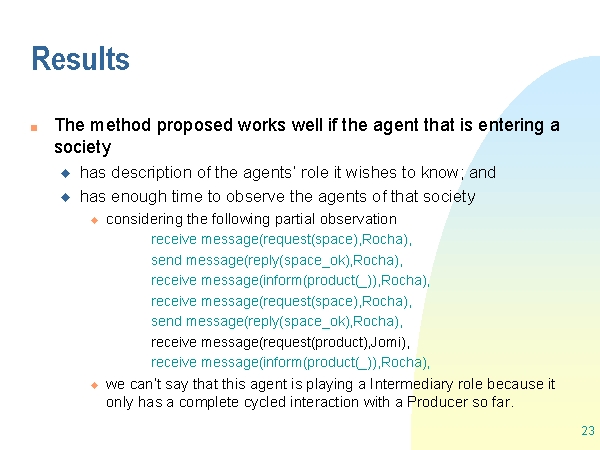 Results
The method proposed works well if the agent that is entering a
society
has description of the agents' role it wishes to know; and
has enough time to observe the agents of that society
considering the following partial observation
receive message(request(space),Rocha),
send message(reply(space_ok),Rocha),
receive message(inform(product(_)),Rocha),
receive message(request(space),Rocha),
send message(reply(space_ok),Rocha),
receive message(request(product),Jomi),
receive message(inform(product(_)),Rocha),
we can't say that this agent is playing a Intermediary role because it
only has a complete cycled interaction with a Producer so far.
23